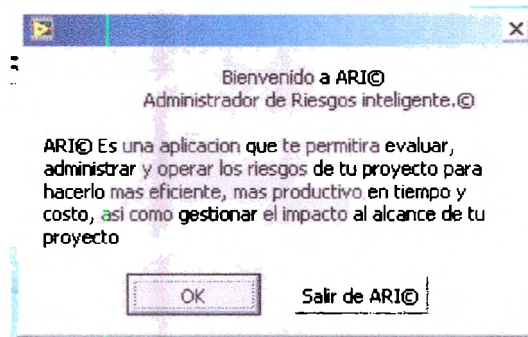 Bienvenido a ARI©
Administrador de Riesgos inteligente.©
ARI© Es una aplicacion que te permitira evaluar,
administrar y operar los riesgos de tu proyecto para
hacerlo mas eficiente, mas productivo en tiempo y
costo, asi como gestionar el impacto al alcance de tu
proyecto
OK
Salir de ARI©